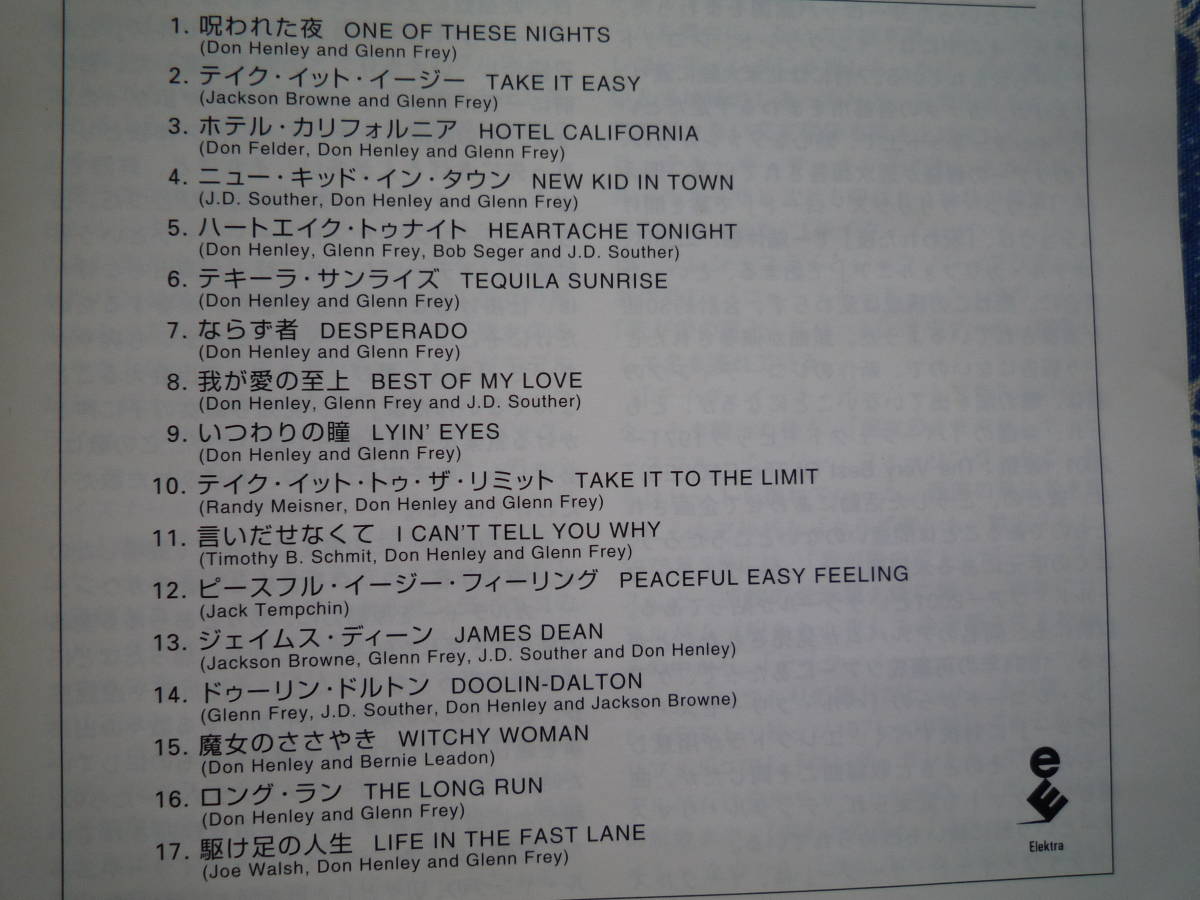 1. 呪われた夜 ONE OF THESE NIGHTS
(Don Henley and Glenn Frey)
2. テイク・イット・イージー TAKE IT EASY
(Jackson Browne and Glenn Frey)
3. ホテル・カリフォルニア HOTEL CALIFORNIA
(Don Felder, Don Henley and Glenn Frey)
4. ニュー・キッド・イン・タウン NEW KID IN TOWN
(J.D. Souther, Don Henley and Glenn Frey)
5. ハートエイク・トゥナイト HEARTACHE TONIGHT
(Don Henley, Glenn Frey, Bob Seger and J.D. Souther)
6. テキーラ・サンライズ TEQUILA SUNRISE
(Don Henley and Glenn Frey)
7. ならず者 DESPERADO
(Don Henley and Glenn Frey)
8. 我が愛の至上 BEST OF MY LOVE
(Don Henley, Glenn Frey and J.D. Souther)
9. いつわりの瞳 LYIN' EYES
(Don Henley and Glenn Frey)
10. テイク・イット・トゥ・ザ・リミット TAKE IT TO THE LIMIT
(Randy Meisner, Don Henley and Glenn Frey)
11. 言いだせなくて I CAN'T TELL YOU WHY
(Timothy B. Schmit, Don Henley and Glenn Frey)
12. ピースフル・イージー・フィーリング PEACEFUL EASY FEELING
(Jack Tempchin)
13. ジェイムス・ディーン JAMES DEAN
(Jackson Browne, Glenn Frey, J.D. Souther and Don Henley)
14. ドゥーリン・ドルトン DOOLIN-DALTON
(Glenn Frey, J.D. Souther, Don Henley and Jackson Browne)
15. 魔女のささやき WITCHY WOMAN
(Don Henley and Bernie Leadon)
16. ロング・ラン THE LONG RUN
(Don Henley and Glenn Frey)
17. 駆け足の人生 LIFE IN THE FAST LANE
(Joe Walsh, Don Henley and Glenn Frey)
Elektra